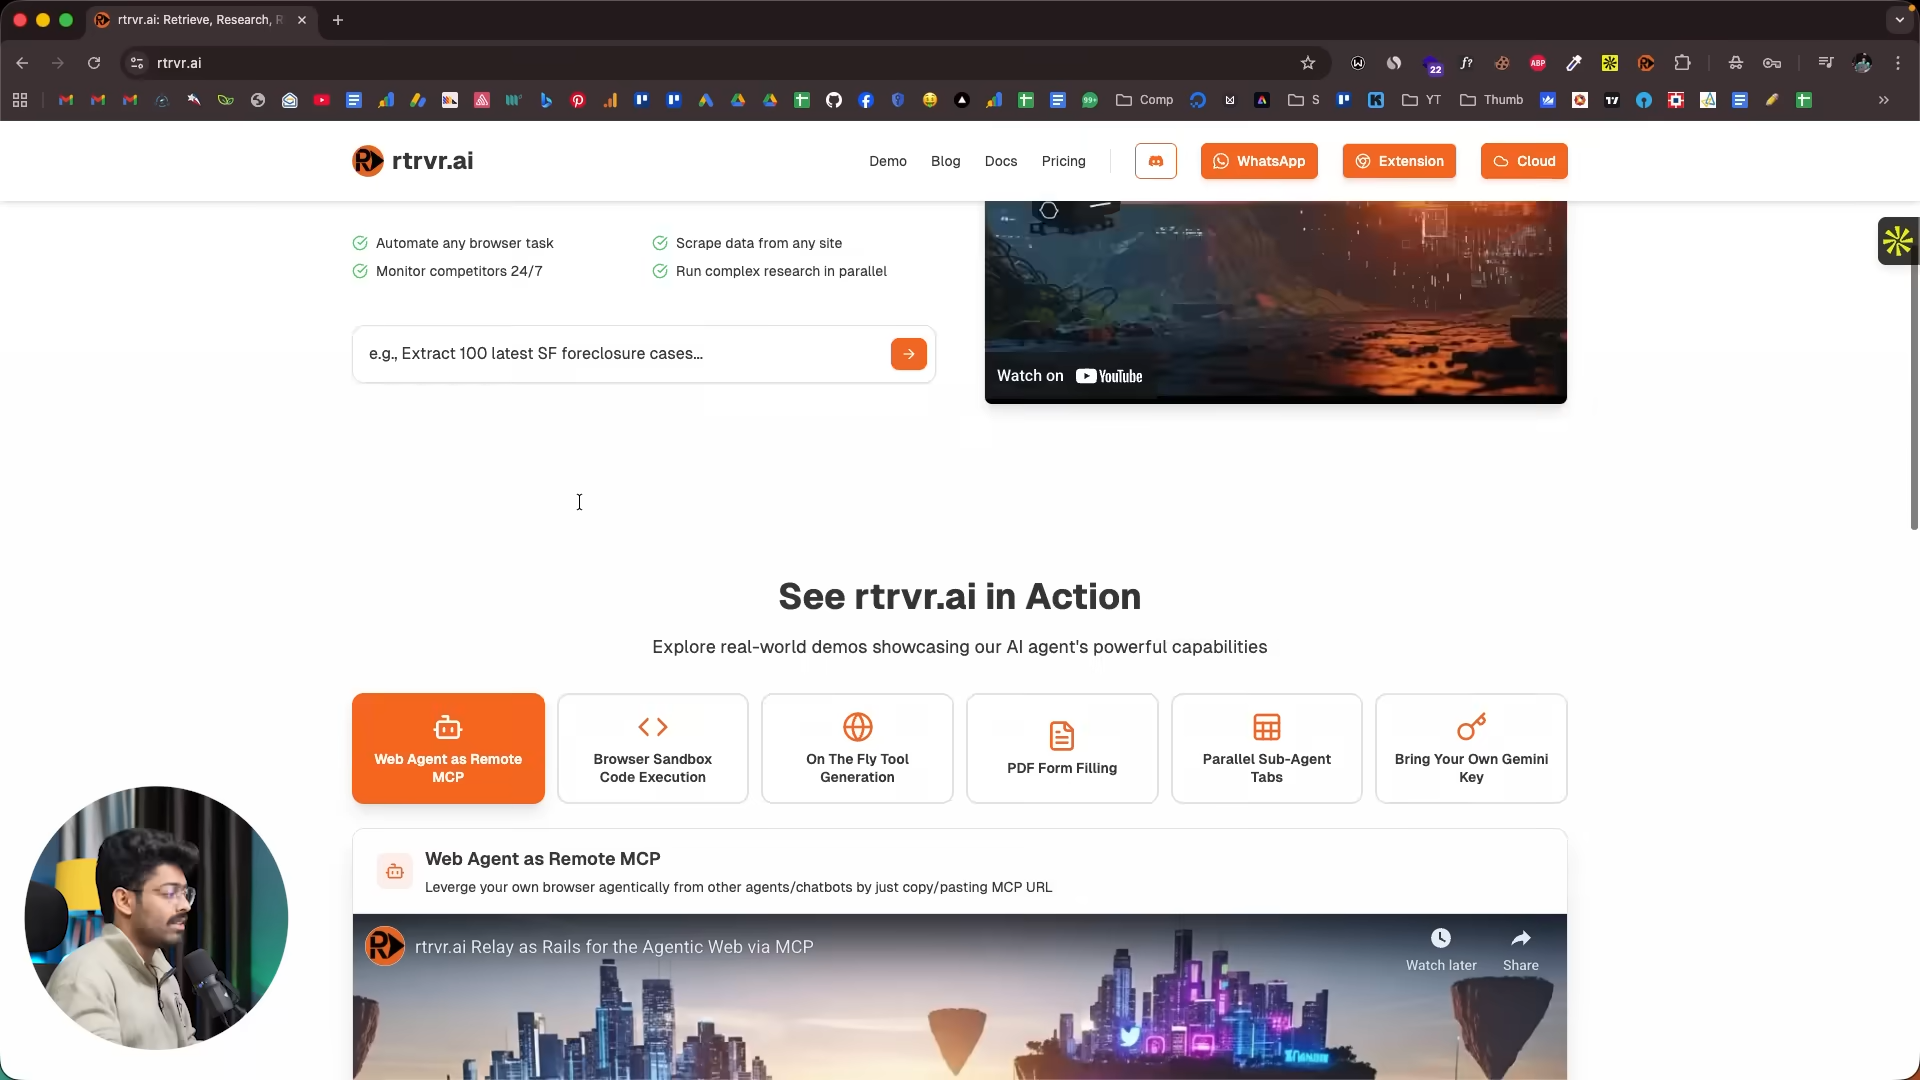 rtrvr.ai: Retrieve, Research, R
rtrvr.ai
22
f?
ABP
99+
Comp
S
YT
Thumb
rtrvr.ai
Demo
Blog
Docs
Pricing
WhatsApp
Extension
Cloud
Automate any browser task
Scrape data from any site
Monitor competitors 24/7
Run complex research in parallel
e.g., Extract 100 latest SF foreclosure cases...
Watch on YouTube
See rtrvr.ai in Action
Explore real-world demos showcasing our AI agent's powerful capabilities
Web Agent as Remote
MCP
Browser Sandbox
Code Execution
On The Fly Tool
Generation
PDF Form Filling
Parallel Sub-Agent
Tabs
Bring Your Own Gemini
Key
Web Agent as Remote MCP
Leverge your own browser agentically from other agents/chatbots by just copy/pasting MCP URL
rtrvr.ai Relay as Rails for the Agentic Web via MCP
Watch later
Share